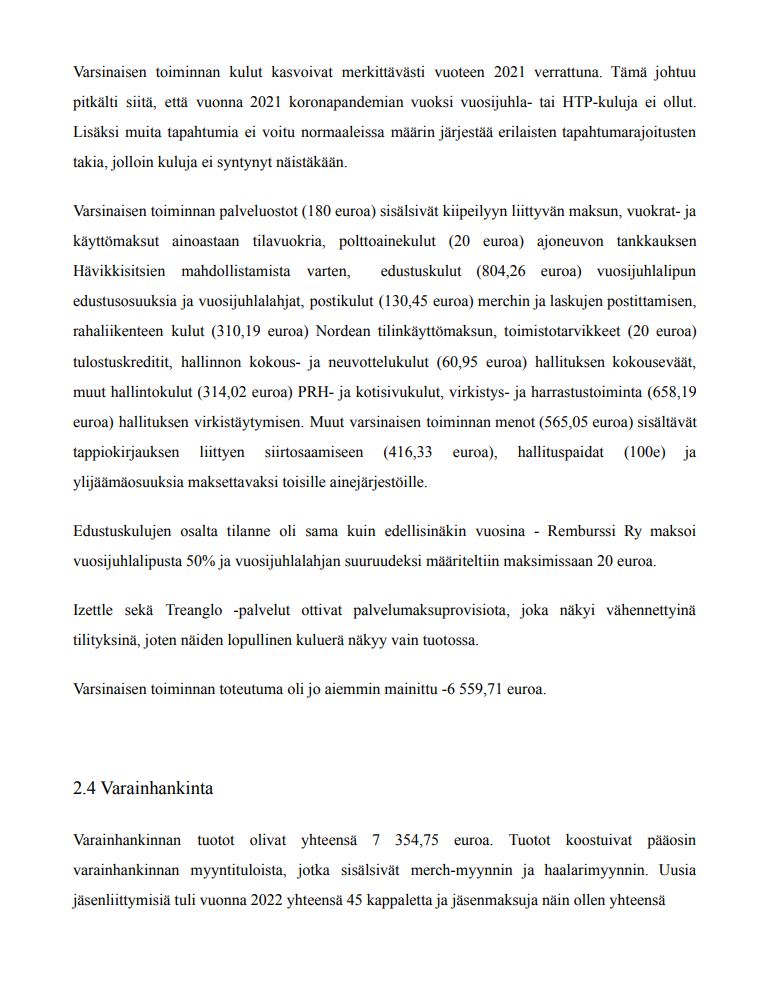 Varsinaisen toiminnan kulut kasvoivat merkittävästi vuoteen 2021 verrattuna. Tämä johtuu
pitkälti siitä, että vuonna 2021 koronapandemian vuoksi vuosijuhla- tai HTP-kuluja ei ollut.
Lisäksi muita tapahtumia ei voitu normaaleissa määrin järjestää erilaisten tapahtumarajoitusten
takia, jolloin kuluja ei syntynyt näistäkään.
Varsinaisen toiminnan palveluostot (180 euroa) sisälsivät kiipeilyyn liittyvän maksun, vuokrat- ja
käyttömaksut ainoastaan tilavuokria, polttoainekulut (20 euroa) ajoneuvon tankkauksen
Hävikkisitsien mahdollistamista varten, edustuskulut (804,26 euroa) vuosijuhlalipun
edustusosuuksia ja vuosijuhlalahjat, postikulut (130,45 euroa) merchin ja laskujen postittamisen,
rahaliikenteen kulut (310,19 euroa) Nordean tilinkäyttömaksun, toimistotarvikkeet (20 euroa)
tulostuskreditit, hallinnon kokous- ja neuvottelukulut (60,95 euroa) hallituksen kokouseväät,
muut hallintokulut (314,02 euroa) PRH- ja kotisivukulut, virkistys- ja harrastustoiminta (658,19
euroa) hallituksen virkistäytymisen. Muut varsinaisen toiminnan menot (565,05 euroa) sisältävät
tappiokirjauksen liittyen siirtosaamiseen (416,33 euroa), hallituspaidat (100e) ja
ylijäämäosuuksia maksettavaksi toisille ainejärjestöille.
Edustuskulujen osalta tilanne oli sama kuin edellisinäkin vuosina - Remburssi Ry maksoi
vuosijuhlalipusta 50% ja vuosijuhlalahjan suuruudeksi määriteltiin maksimissaan 20 euroa.
Izettle sekä Treanglo -palvelut ottivat palvelumaksuprovisiota, joka näkyi vähennettyinä
tilityksinä, joten näiden lopullinen kuluerä näkyy vain tuotossa.
Varsinaisen toiminnan toteutuma oli jo aiemmin mainittu -6 559,71 euroa.
2.4 Varainhankinta
Varainhankinnan tuotot olivat yhteensä 7 354,75 euroa. Tuotot koostuivat pääosin
varainhankinnan myyntituloista, jotka sisälsivät merch-myynnin ja haalarimyynnin. Uusia
jäsenliittymisiä tuli vuonna 2022 yhteensä 45 kappaletta ja jäsenmaksuja näin ollen yhteensä